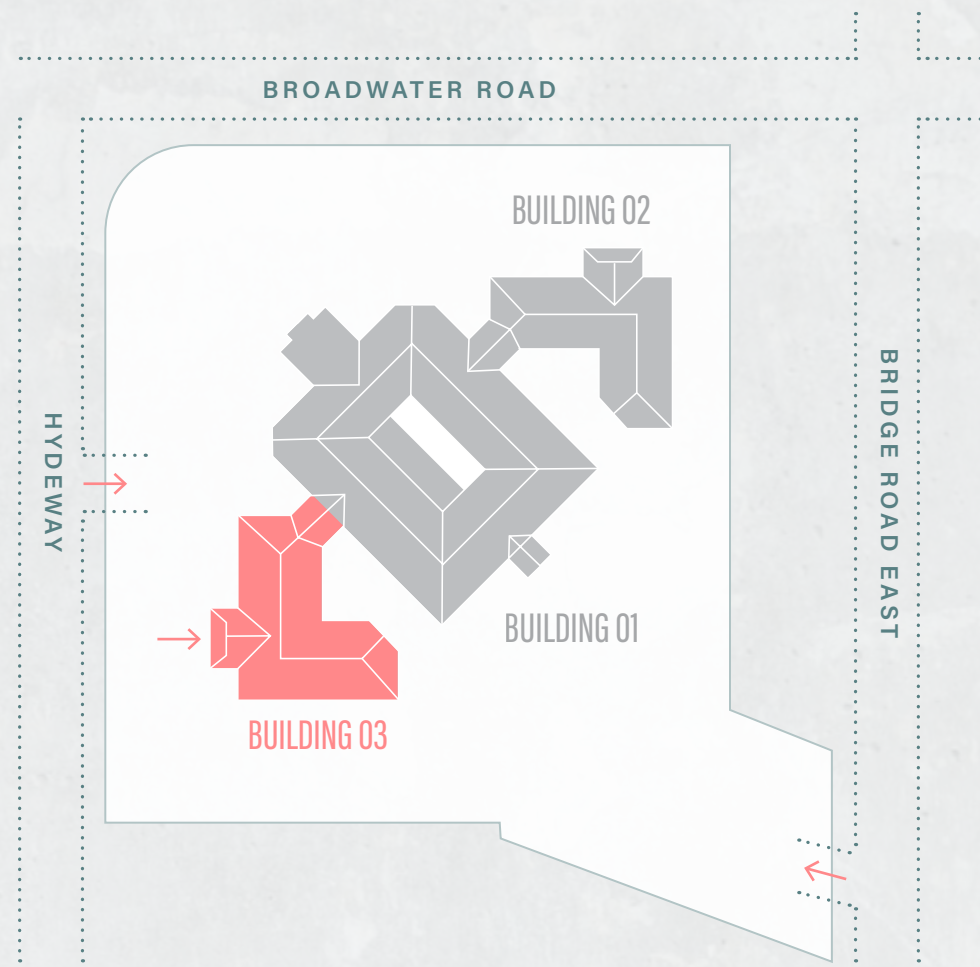 BROADWATER ROAD
BUILDING 02
HYDEWAY
BRIDGE ROAD EAST
BUILDING 01
BUILDING 03